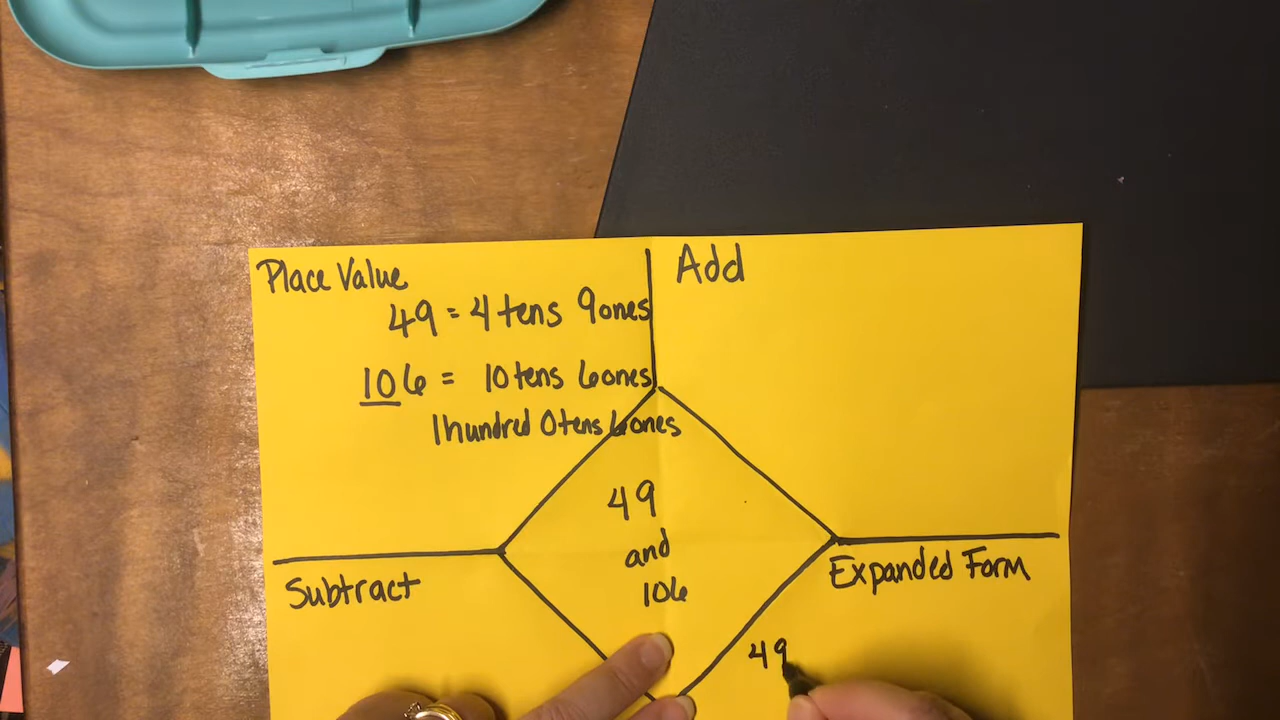 Place Value
49 = 4 tens 9 ones
106 = 10 tens 6 ones
1 hundred 0 tens 6 ones
Add
49
and
106
Subtract
Expanded Form
49